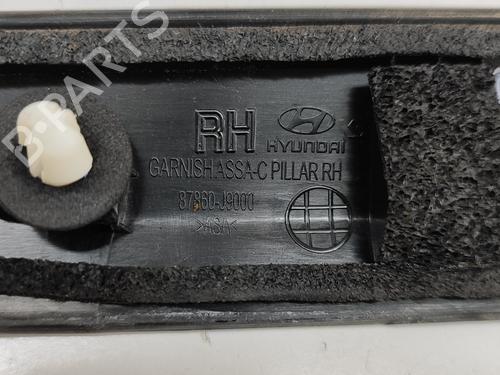 RH
HYUNDAI
GARNISH ASSA-C PILLAR RH
87860-J9000
>ASA<
B-PARTS